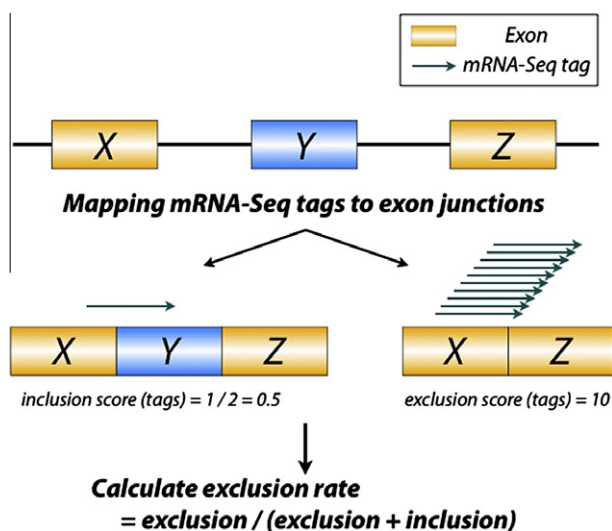 Exon
mRNA-Seq tag
X Y Z
Mapping mRNA-Seq tags to exon junctions
X Y Z
X Z
inclusion score (tags) = 1 / 2 = 0.5
exclusion score (tags) = 10
Calculate exclusion rate
= exclusion / (exclusion + inclusion)